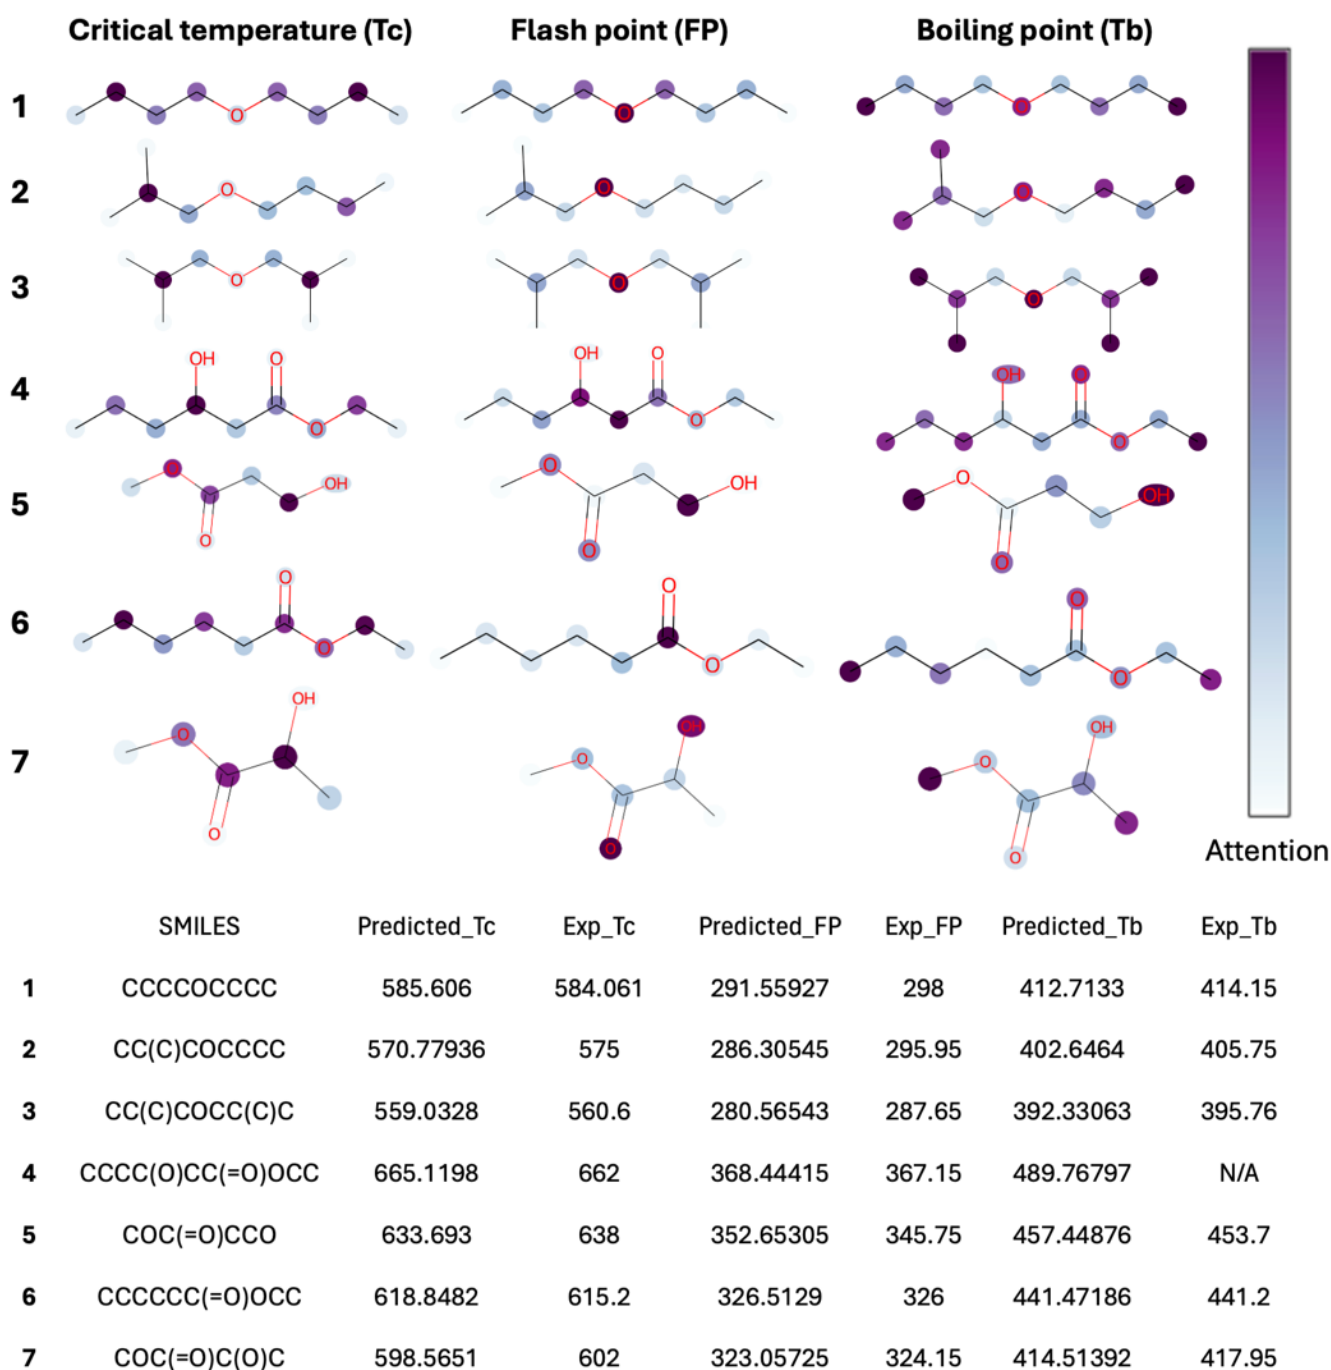 Critical temperature (Tc) Flash point (FP) Boiling point (Tb)
1 O O O
2 O O O
3 O O O
4 OH O O OH O O OH O O
5 O O OH O O OH O O OH
6 O O O O O O
7 O OH O O OH O O OH O
Attention
SMILES Predicted_Tc Exp_Tc Predicted_FP Exp_FP Predicted_Tb Exp_Tb
1 CCCCOCCCC 585.606 584.061 291.55927 298 412.7133 414.15
2 CC(C)COCCCC 570.77936 575 286.30545 295.95 402.6464 405.75
3 CC(C)COCC(C)C 559.0328 560.6 280.56543 287.65 392.33063 395.76
4 CCCC(O)CC(=O)OCC 665.1198 662 368.44415 367.15 489.76797 N/A
5 COC(=O)CCO 633.693 638 352.65305 345.75 457.44876 453.7
6 CCCCCC(=O)OCC 618.8482 615.2 326.5129 326 441.47186 441.2
7 COC(=O)C(O)C 598.5651 602 323.05725 324.15 414.51392 417.95